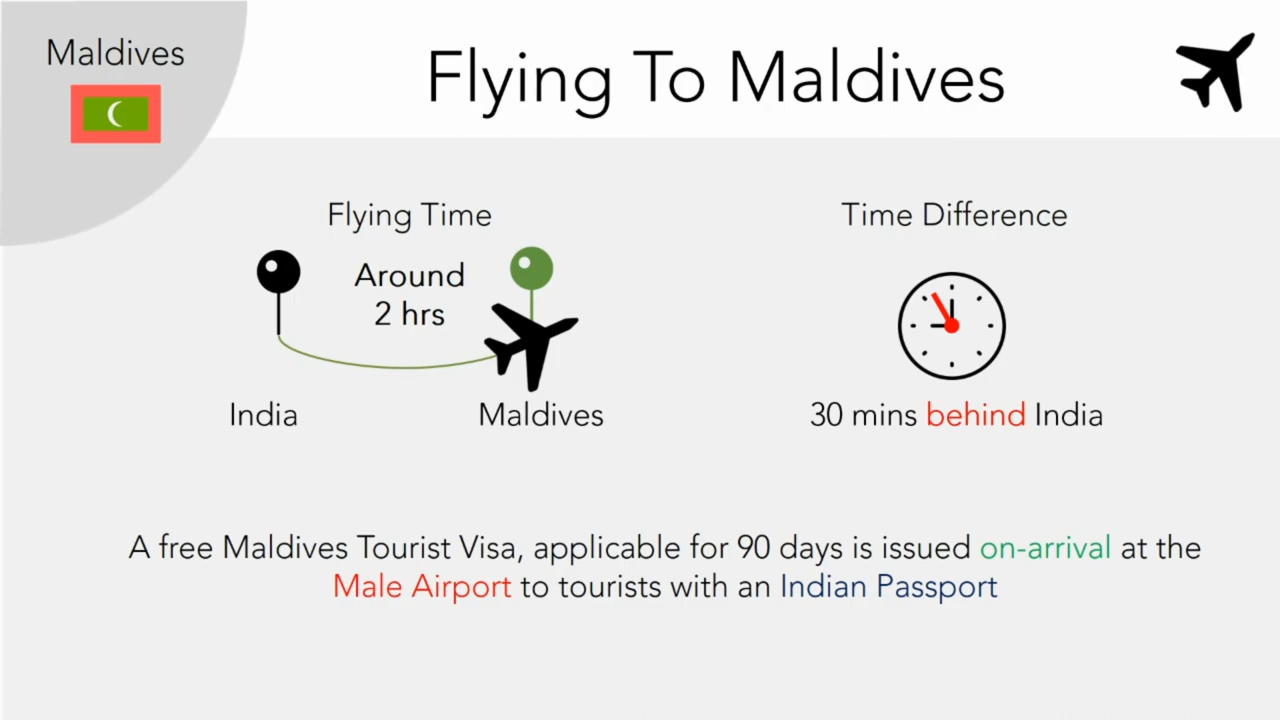 Maldives
Flying To Maldives
Flying Time
Around
2 hrs
India
Maldives
Time Difference
30 mins behind India
A free Maldives Tourist Visa, applicable for 90 days is issued on-arrival at the
Male Airport to tourists with an Indian Passport